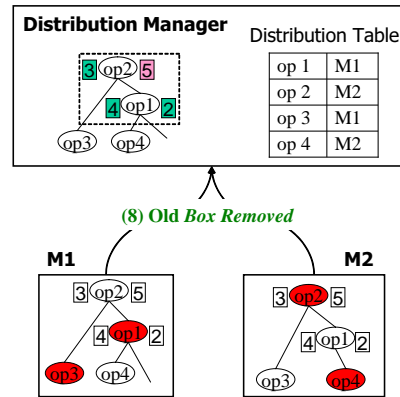 Distribution Manager
Distribution Table
3 op2 5
4 op1 2
op3 op4
op 1 M1
op 2 M2
op 3 M1
op 4 M2
(8) Old Box Removed
M1
3 op2 5
4 op1 2
op3 op4
M2
3 op2 5
4 op1 2
op3 op4